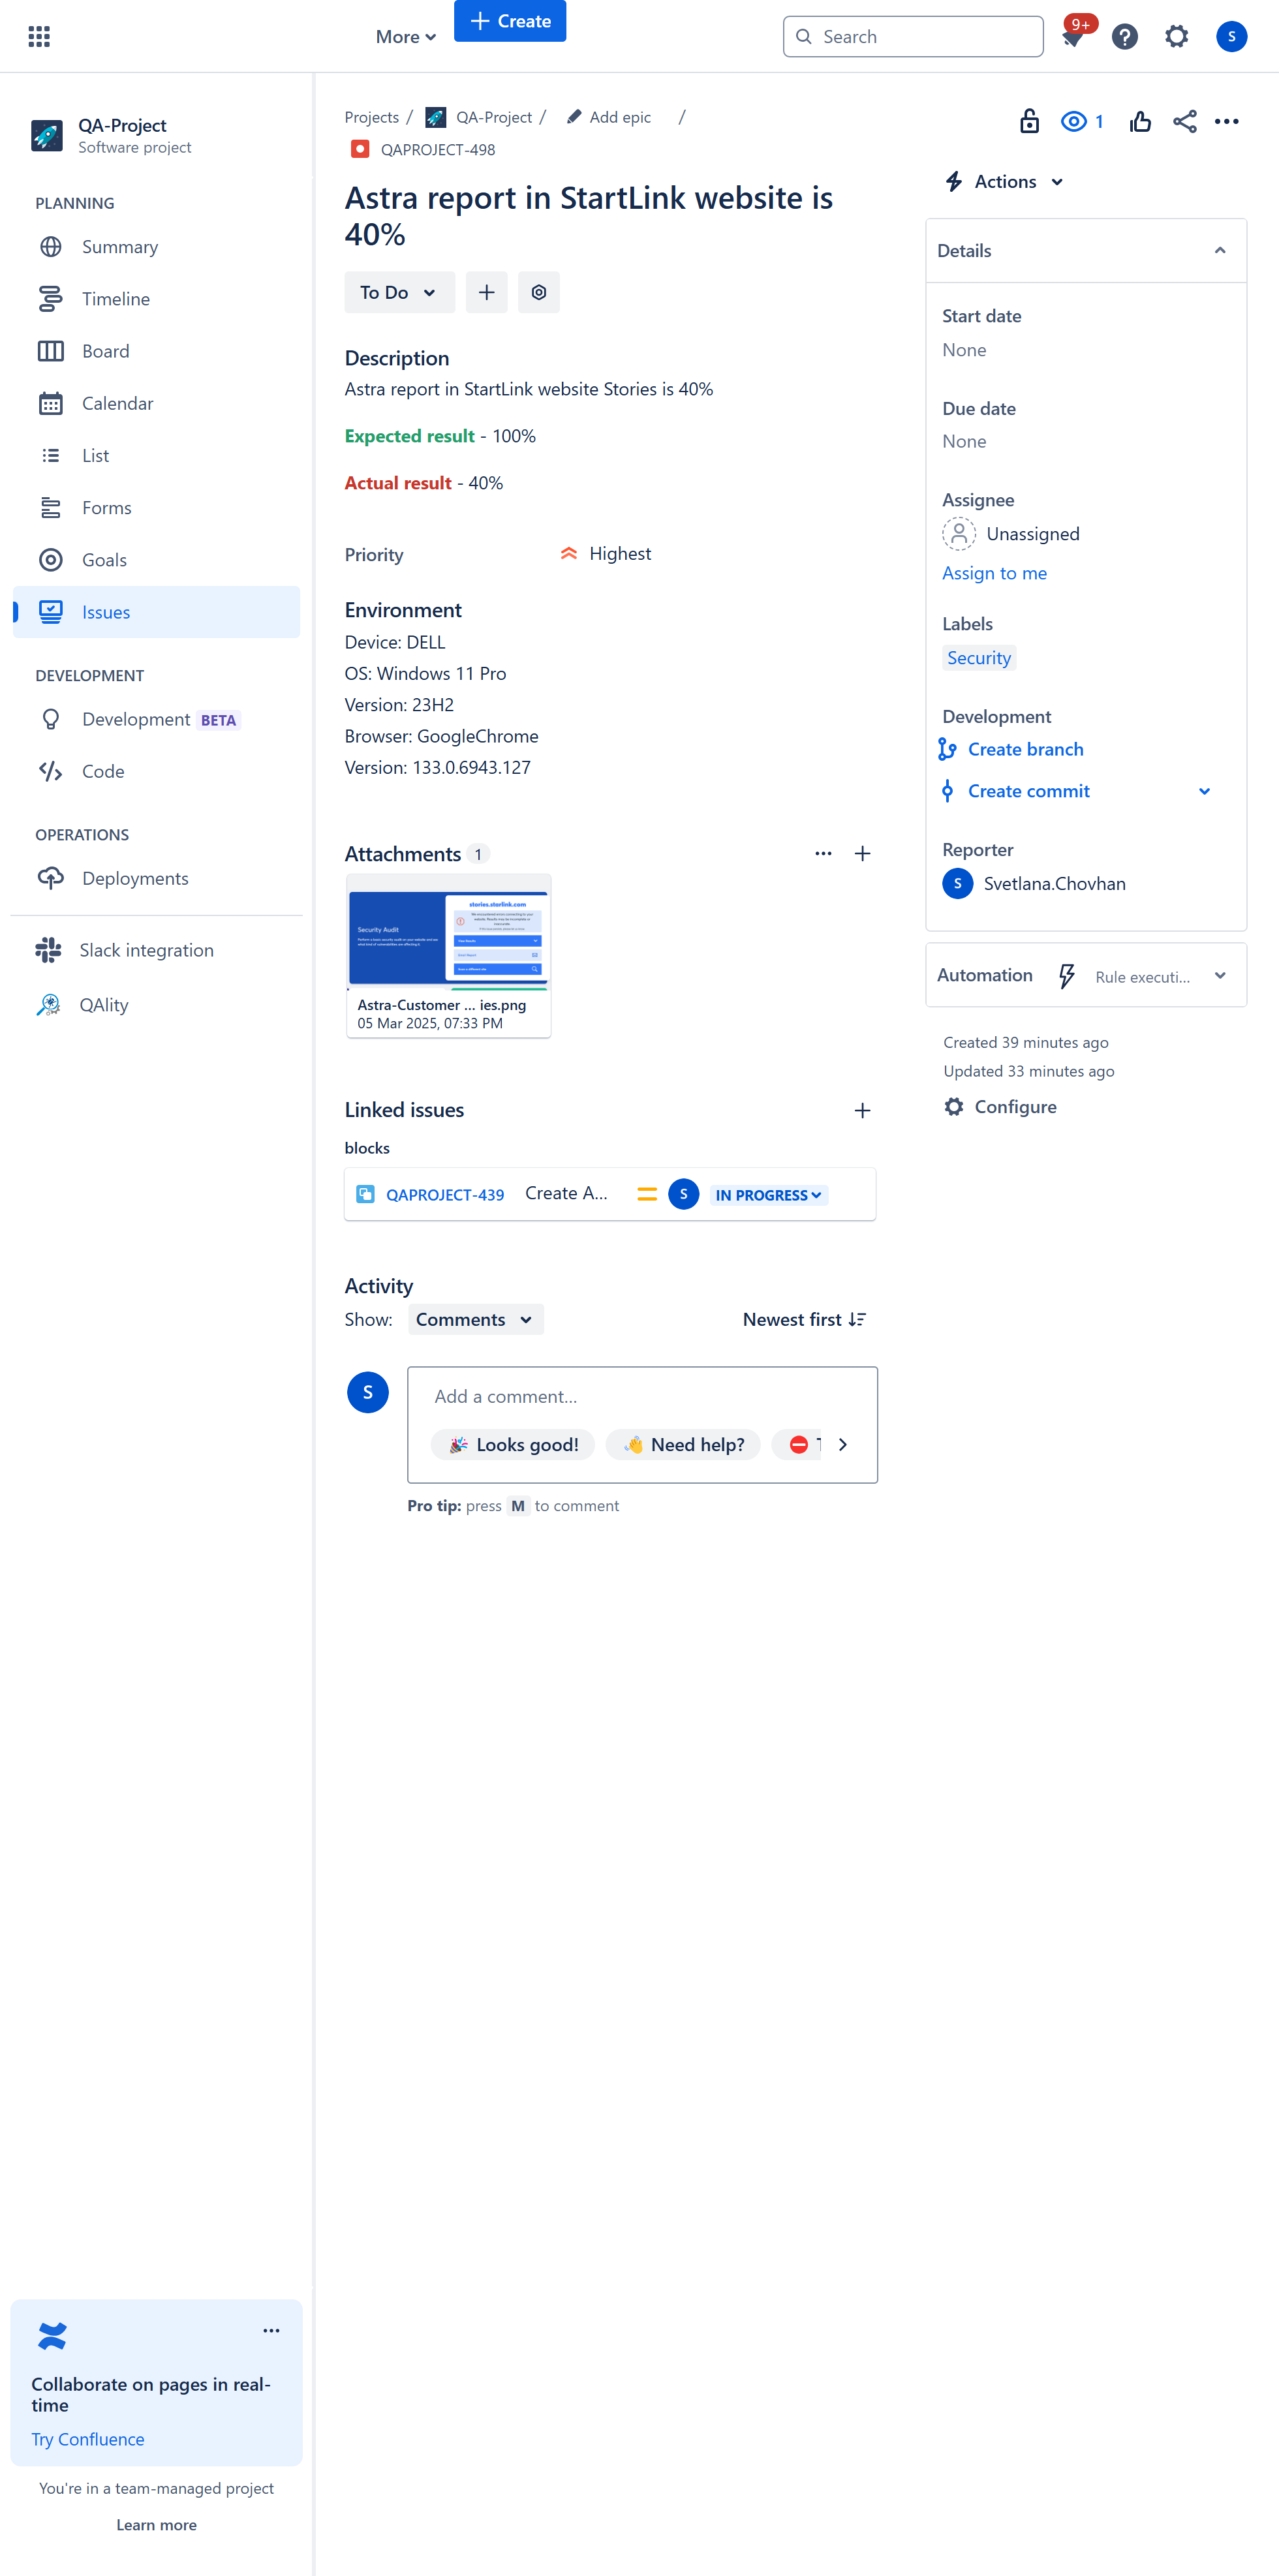 More
Create
Search
9+
S
QA-Project
Software project
PLANNING
Summary
Timeline
Board
Calendar
List
Forms
Goals
Issues
DEVELOPMENT
Development BETA
Code
OPERATIONS
Deployments
Slack integration
QAlity
Collaborate on pages in real-
time
Try Confluence
You're in a team-managed project
Learn more
Projects / QA-Project / Add epic /
QAPROJECT-498
Astra report in StartLink website is
40%
To Do
Description
Astra report in StartLink website Stories is 40%
Expected result - 100%
Actual result - 40%
Priority
Highest
Environment
Device: DELL
OS: Windows 11 Pro
Version: 23H2
Browser: GoogleChrome
Version: 133.0.6943.127
Attachments 1
Security Audit
stories.starlink.com
Astra-Customer ... ies.png
05 Mar 2025, 07:33 PM
Linked issues
blocks
QAPROJECT-439 Create A... S IN PROGRESS
Activity
Show: Comments
Newest first
S
Add a comment...
Looks good!
Need help?
Pro tip: press M to comment
1
Actions
Details
Start date
None
Due date
None
Assignee
Unassigned
Assign to me
Labels
Security
Development
Create branch
Create commit
Reporter
S Svetlana.Chovhan
Automation Rule executi...
Created 39 minutes ago
Updated 33 minutes ago
Configure